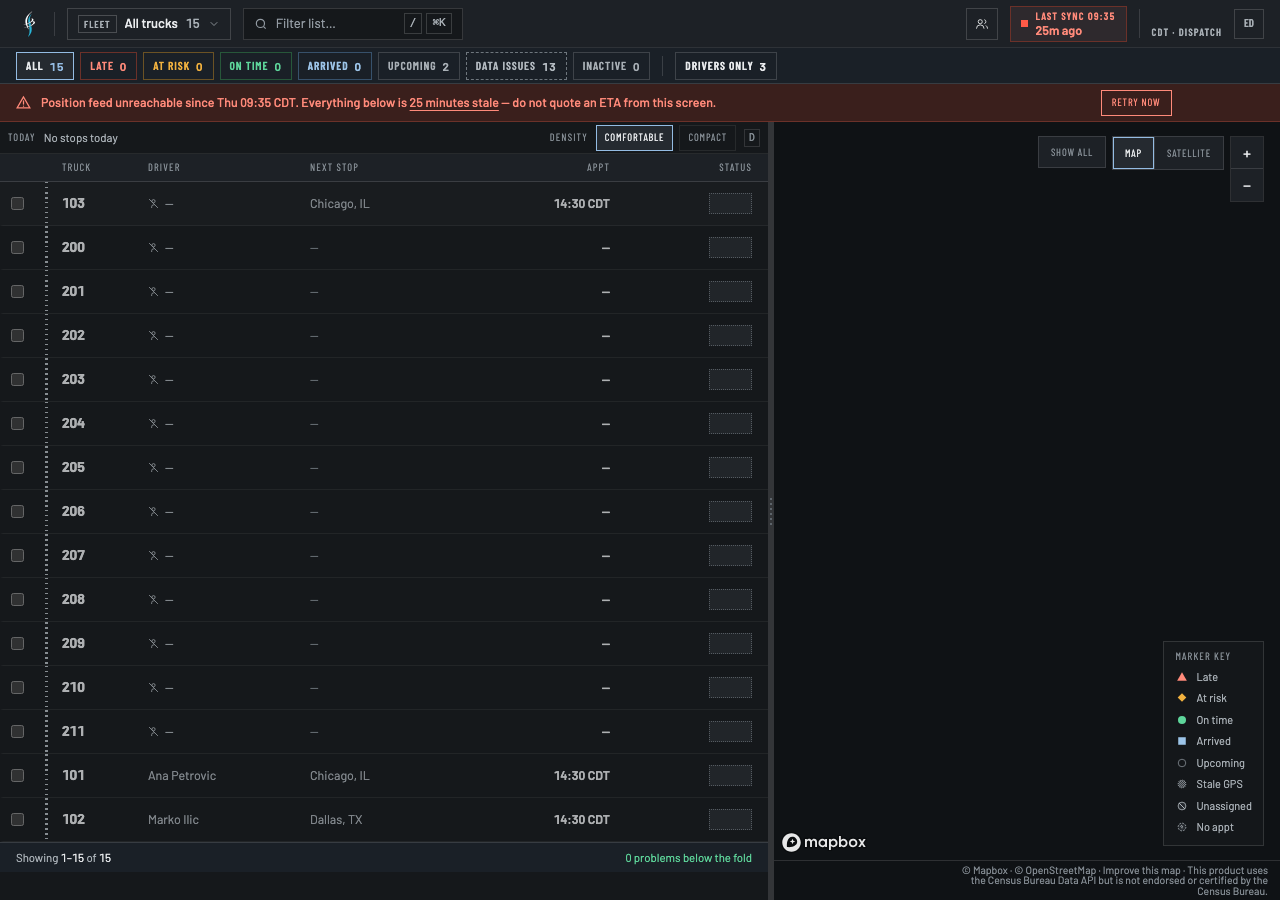 FLEET All trucks 15
Filter list... / ⌘K
LAST SYNC 09:35
25m ago
CDT · DISPATCH
ED
ALL 15 LATE 0 AT RISK 0 ON TIME 0 ARRIVED 0 UPCOMING 2 DATA ISSUES 13 INACTIVE 0 DRIVERS ONLY 3
Position feed unreachable since Thu 09:35 CDT. Everything below is 25 minutes stale — do not quote an ETA from this screen.
RETRY NOW
TODAY No stops today DENSITY COMFORTABLE COMPACT D
TRUCK DRIVER NEXT STOP APPT STATUS
103 — Chicago, IL 14:30 CDT
200 — — —
201 — — —
202 — — —
203 — — —
204 — — —
205 — — —
206 — — —
207 — — —
208 — — —
209 — — —
210 — — —
211 — — —
101 Ana Petrovic Chicago, IL 14:30 CDT
102 Marko Ilic Dallas, TX 14:30 CDT
Showing 1–15 of 15
0 problems below the fold
SHOW ALL MAP SATELLITE +
−
MARKER KEY
Late
At risk
On time
Arrived
Upcoming
Stale GPS
Unassigned
No appt
mapbox
© Mapbox · © OpenStreetMap · Improve this map · This product uses
the Census Bureau Data API but is not endorsed or certified by the
Census Bureau.